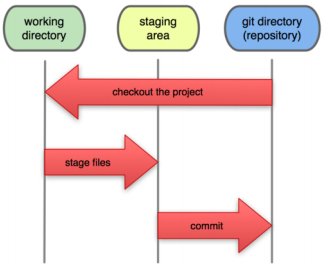 working
directory
staging
area
git directory
(repository)
checkout the project
stage files
commit